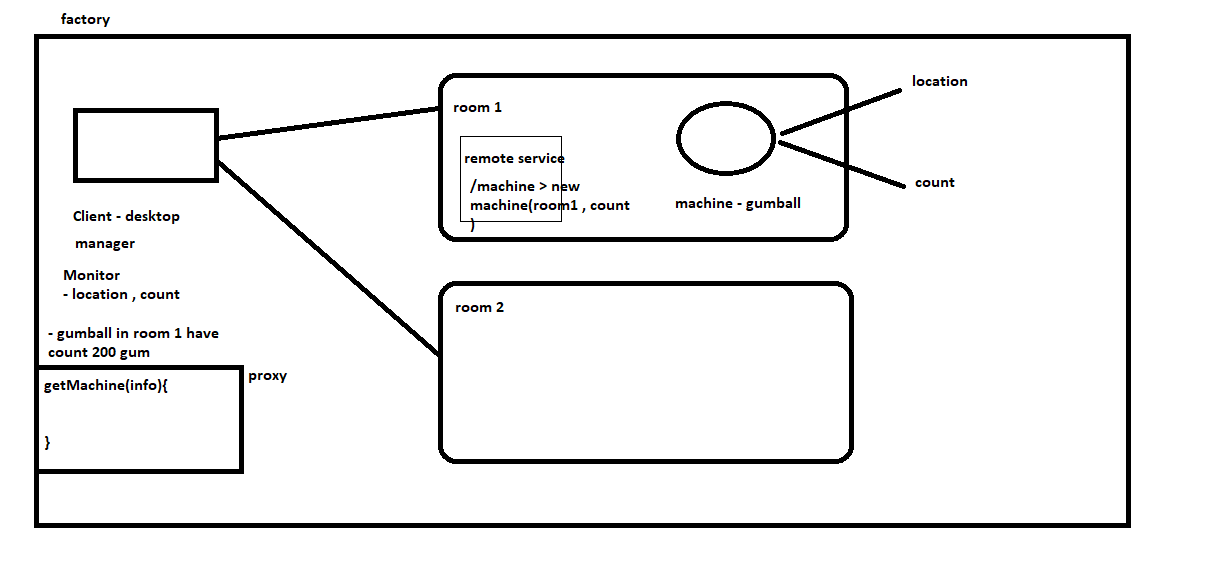 factory
location
room 1
remote service
/machine > new
machine(room1 , count
)
machine - gumball
count
Client - desktop
manager
Monitor
- location , count
- gumball in room 1 have
count 200 gum
proxy
getMachine(info){
}
room 2